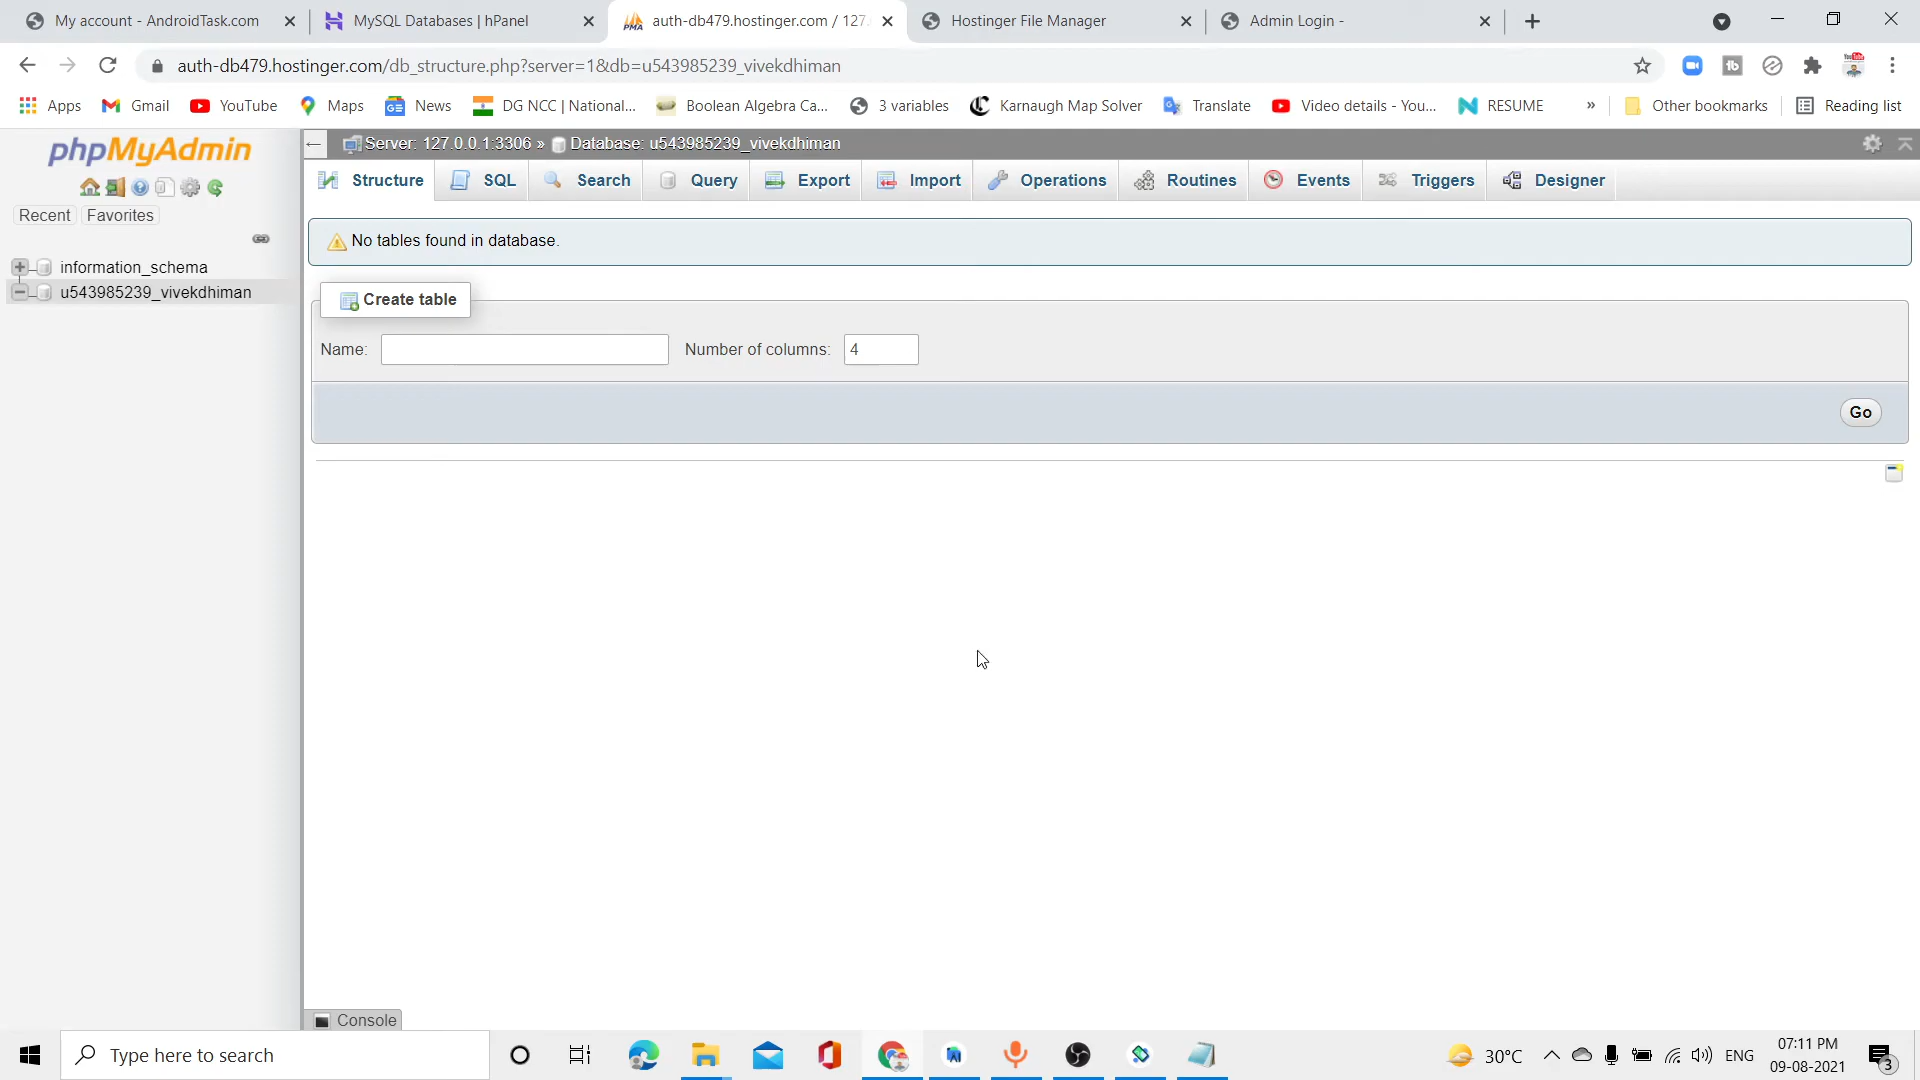 My account - AndroidTask.com
MySQL Databases | hPanel
auth-db479.hostinger.com / 127.
Hostinger File Manager
Admin Login -
auth-db479.hostinger.com/db_structure.php?server=1&db=u543985239_vivekdhiman
Apps
Gmail
YouTube
Maps
News
DG NCC | National...
Boolean Algebra Ca...
3 variables
Karnaugh Map Solver
Translate
Video details - You...
RESUME
»
Other bookmarks
Reading list
phpMyAdmin
Recent
Favorites
information_schema
u543985239_vivekdhiman
Server: 127.0.0.1:3306 » Database: u543985239_vivekdhiman
Structure
SQL
Search
Query
Export
Import
Operations
Routines
Events
Triggers
Designer
No tables found in database.
Create table
Name:
Number of columns: 4
Go
Console
Type here to search
30°C
ENG
07:11 PM
09-08-2021
3